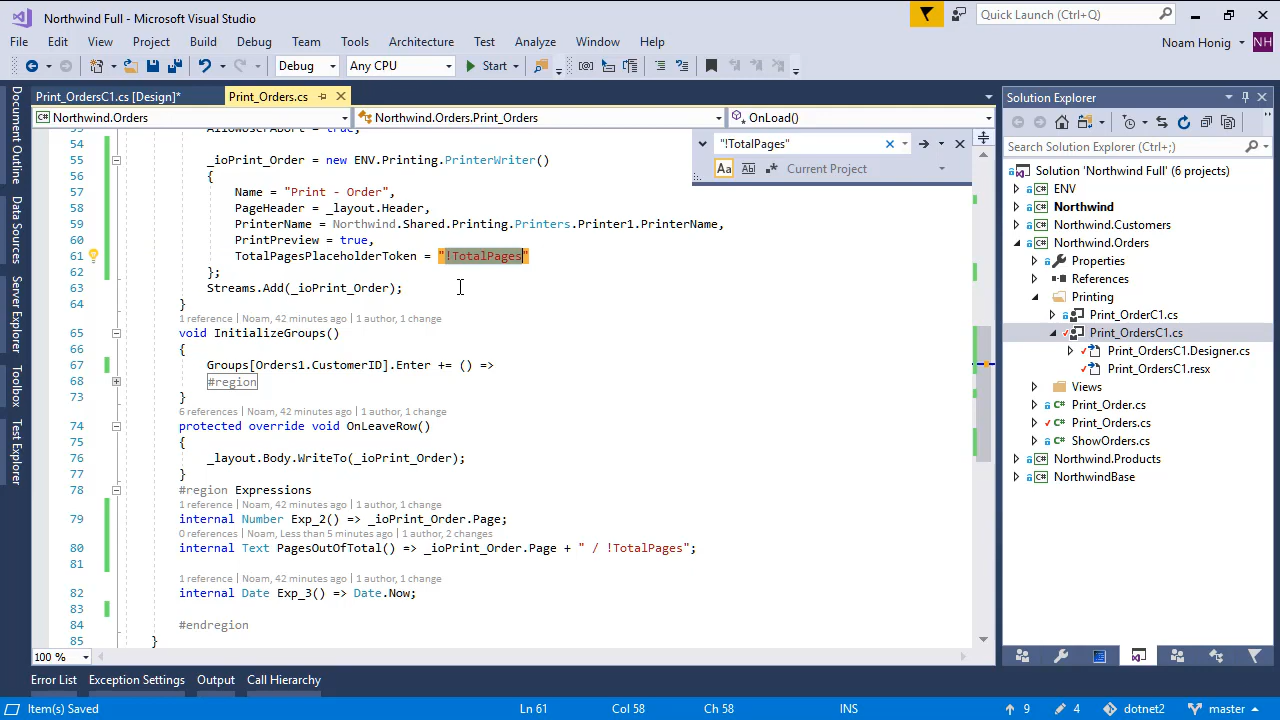 Northwind Full - Microsoft Visual Studio
Quick Launch (Ctrl+Q)
File Edit View Project Build Debug Team Tools Architecture Test Analyze Window Help
Noam Honig NH
Debug Any CPU Start
Print_OrdersC1.cs [Design]* Print_Orders.cs
Northwind.Orders Northwind.Orders.Print_Orders OnLoad()
"!TotalPages"
Aa Ab Current Project
54
55 _ioPrint_Order = new ENV.Printing.PrinterWriter()
56 {
57 Name = "Print - Order",
58 PageHeader = _layout.Header,
59 PrinterName = Northwind.Shared.Printing.Printers.Printer1.PrinterName,
60 PrintPreview = true,
61 TotalPagesPlaceholderToken = "!TotalPages"
62 };
63 Streams.Add(_ioPrint_Order);
64 }
1 reference | Noam, 42 minutes ago | 1 author, 1 change
65 void InitializeGroups()
66 {
67 Groups[Orders1.CustomerID].Enter += () =>
68 #region
73 }
6 references | Noam, 42 minutes ago | 1 author, 1 change
74 protected override void OnLeaveRow()
75 {
76 _layout.Body.WriteTo(_ioPrint_Order);
77 }
78 #region Expressions
1 reference | Noam, 42 minutes ago | 1 author, 1 change
79 internal Number Exp_2() => _ioPrint_Order.Page;
0 references | Noam, Less than 5 minutes ago | 1 author, 2 changes
80 internal Text PagesOutOfTotal() => _ioPrint_Order.Page + " / !TotalPages";
81
1 reference | Noam, 42 minutes ago | 1 author, 1 change
82 internal Date Exp_3() => Date.Now;
83
84 #endregion
85 }
100 %
Document Outline
Data Sources
Server Explorer
Toolbox
Test Explorer
Solution Explorer
Search Solution Explorer (Ctrl+;)
Solution 'Northwind Full' (6 projects)
ENV
Northwind
Northwind.Customers
Northwind.Orders
Properties
References
Printing
Print_OrderC1.cs
Print_OrdersC1.cs
Print_OrdersC1.Designer.cs
Print_OrdersC1.resx
Views
Print_Order.cs
Print_Orders.cs
ShowOrders.cs
Northwind.Products
NorthwindBase
Error List Exception Settings Output Call Hierarchy
Item(s) Saved Ln 61 Col 58 Ch 58 INS 9 4 dotnet2 master